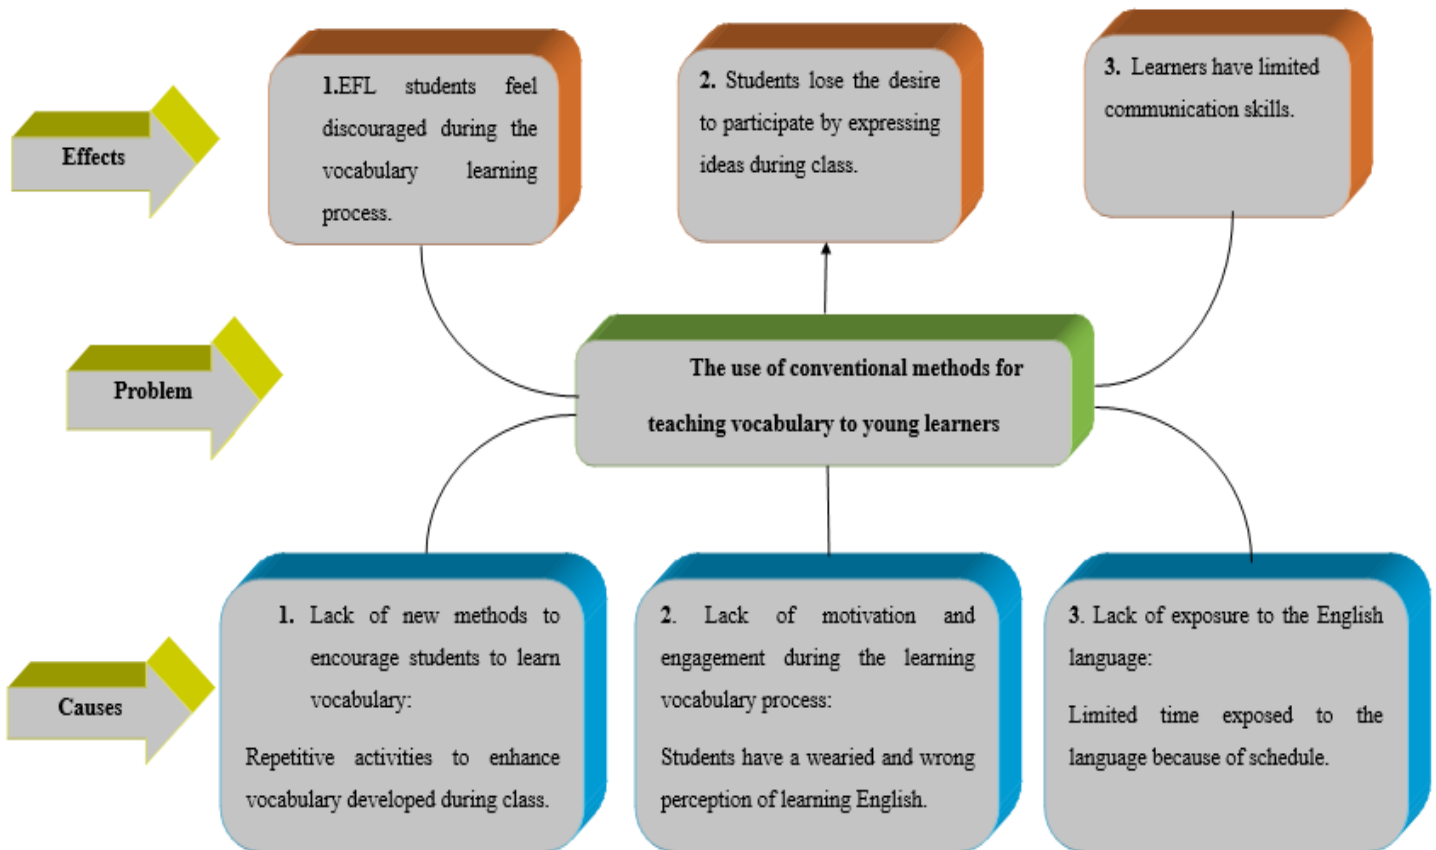 Effects
1.EFL students feel
discouraged during the
vocabulary learning
process.
2. Students lose the desire
to participate by expressing
ideas during class.
3. Learners have limited
communication skills.
Problem
The use of conventional methods for
teaching vocabulary to young learners
Causes
1. Lack of new methods to
encourage students to learn
vocabulary:
Repetitive activities to enhance
vocabulary developed during class.
2. Lack of motivation and
engagement during the learning
vocabulary process:
Students have a wearied and wrong
perception of learning English.
3. Lack of exposure to the English
language:
Limited time exposed to the
language because of schedule.